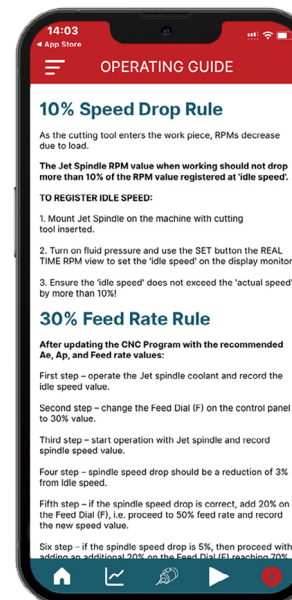 14:03
◀ App Store
OPERATING GUIDE
10% Speed Drop Rule
As the cutting tool enters the work piece, RPMs decrease
due to load.
The Jet Spindle RPM value when working should not drop
more than 10% of the RPM value registered at 'idle speed'.
TO REGISTER IDLE SPEED:
1. Mount Jet Spindle on the machine with cutting
tool inserted.
2. Turn on fluid pressure and use the SET button the REAL
TIME RPM view to set the 'idle speed' on the display monitor
3. Ensure the 'idle speed' does not exceed the 'actual speed'
by more than 10%!
30% Feed Rate Rule
After updating the CNC Program with the recommended
Ae, Ap, and Feed rate values:
First step – operate the Jet spindle coolant and record the
idle speed value.
Second step – change the Feed Dial (F) on the control panel
to 30% value.
Third step – start operation with Jet spindle and record
spindle speed value.
Four step – spindle speed drop should be a reduction of 3%
from Idle speed.
Fifth step – if the spindle speed drop is correct, add 20% on
the Feed Dial (F), i.e. proceed to 50% feed rate and record
the new speed value.
Six step – if the spindle speed drop is 5%, then proceed with
adding an additional 20% on the Feed Dial (F) reaching 70%